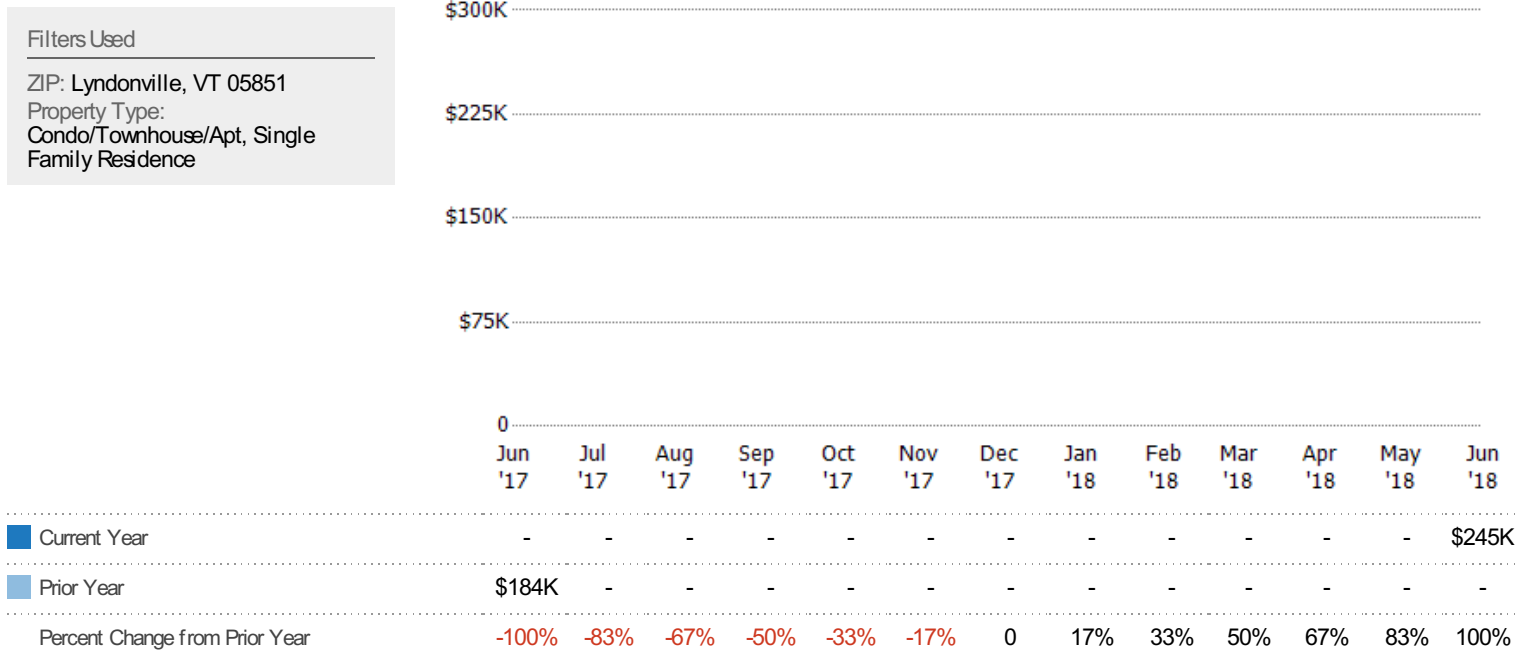 Filters Used
ZIP: Lyndonville, VT 05851
Property Type:
Condo/Townhouse/Apt, Single
Family Residence
$300K
$225K
$150K
$75K
0
Jun Jul Aug Sep Oct Nov Dec Jan Feb Mar Apr May Jun
'17 '17 '17 '17 '17 '17 '17 '18 '18 '18 '18 '18 '18
Current Year - - - - - - - - - - - - $245K
Prior Year $184K - - - - - - - - - - - -
Percent Change from Prior Year -100% -83% -67% -50% -33% -17% 0 17% 33% 50% 67% 83% 100%